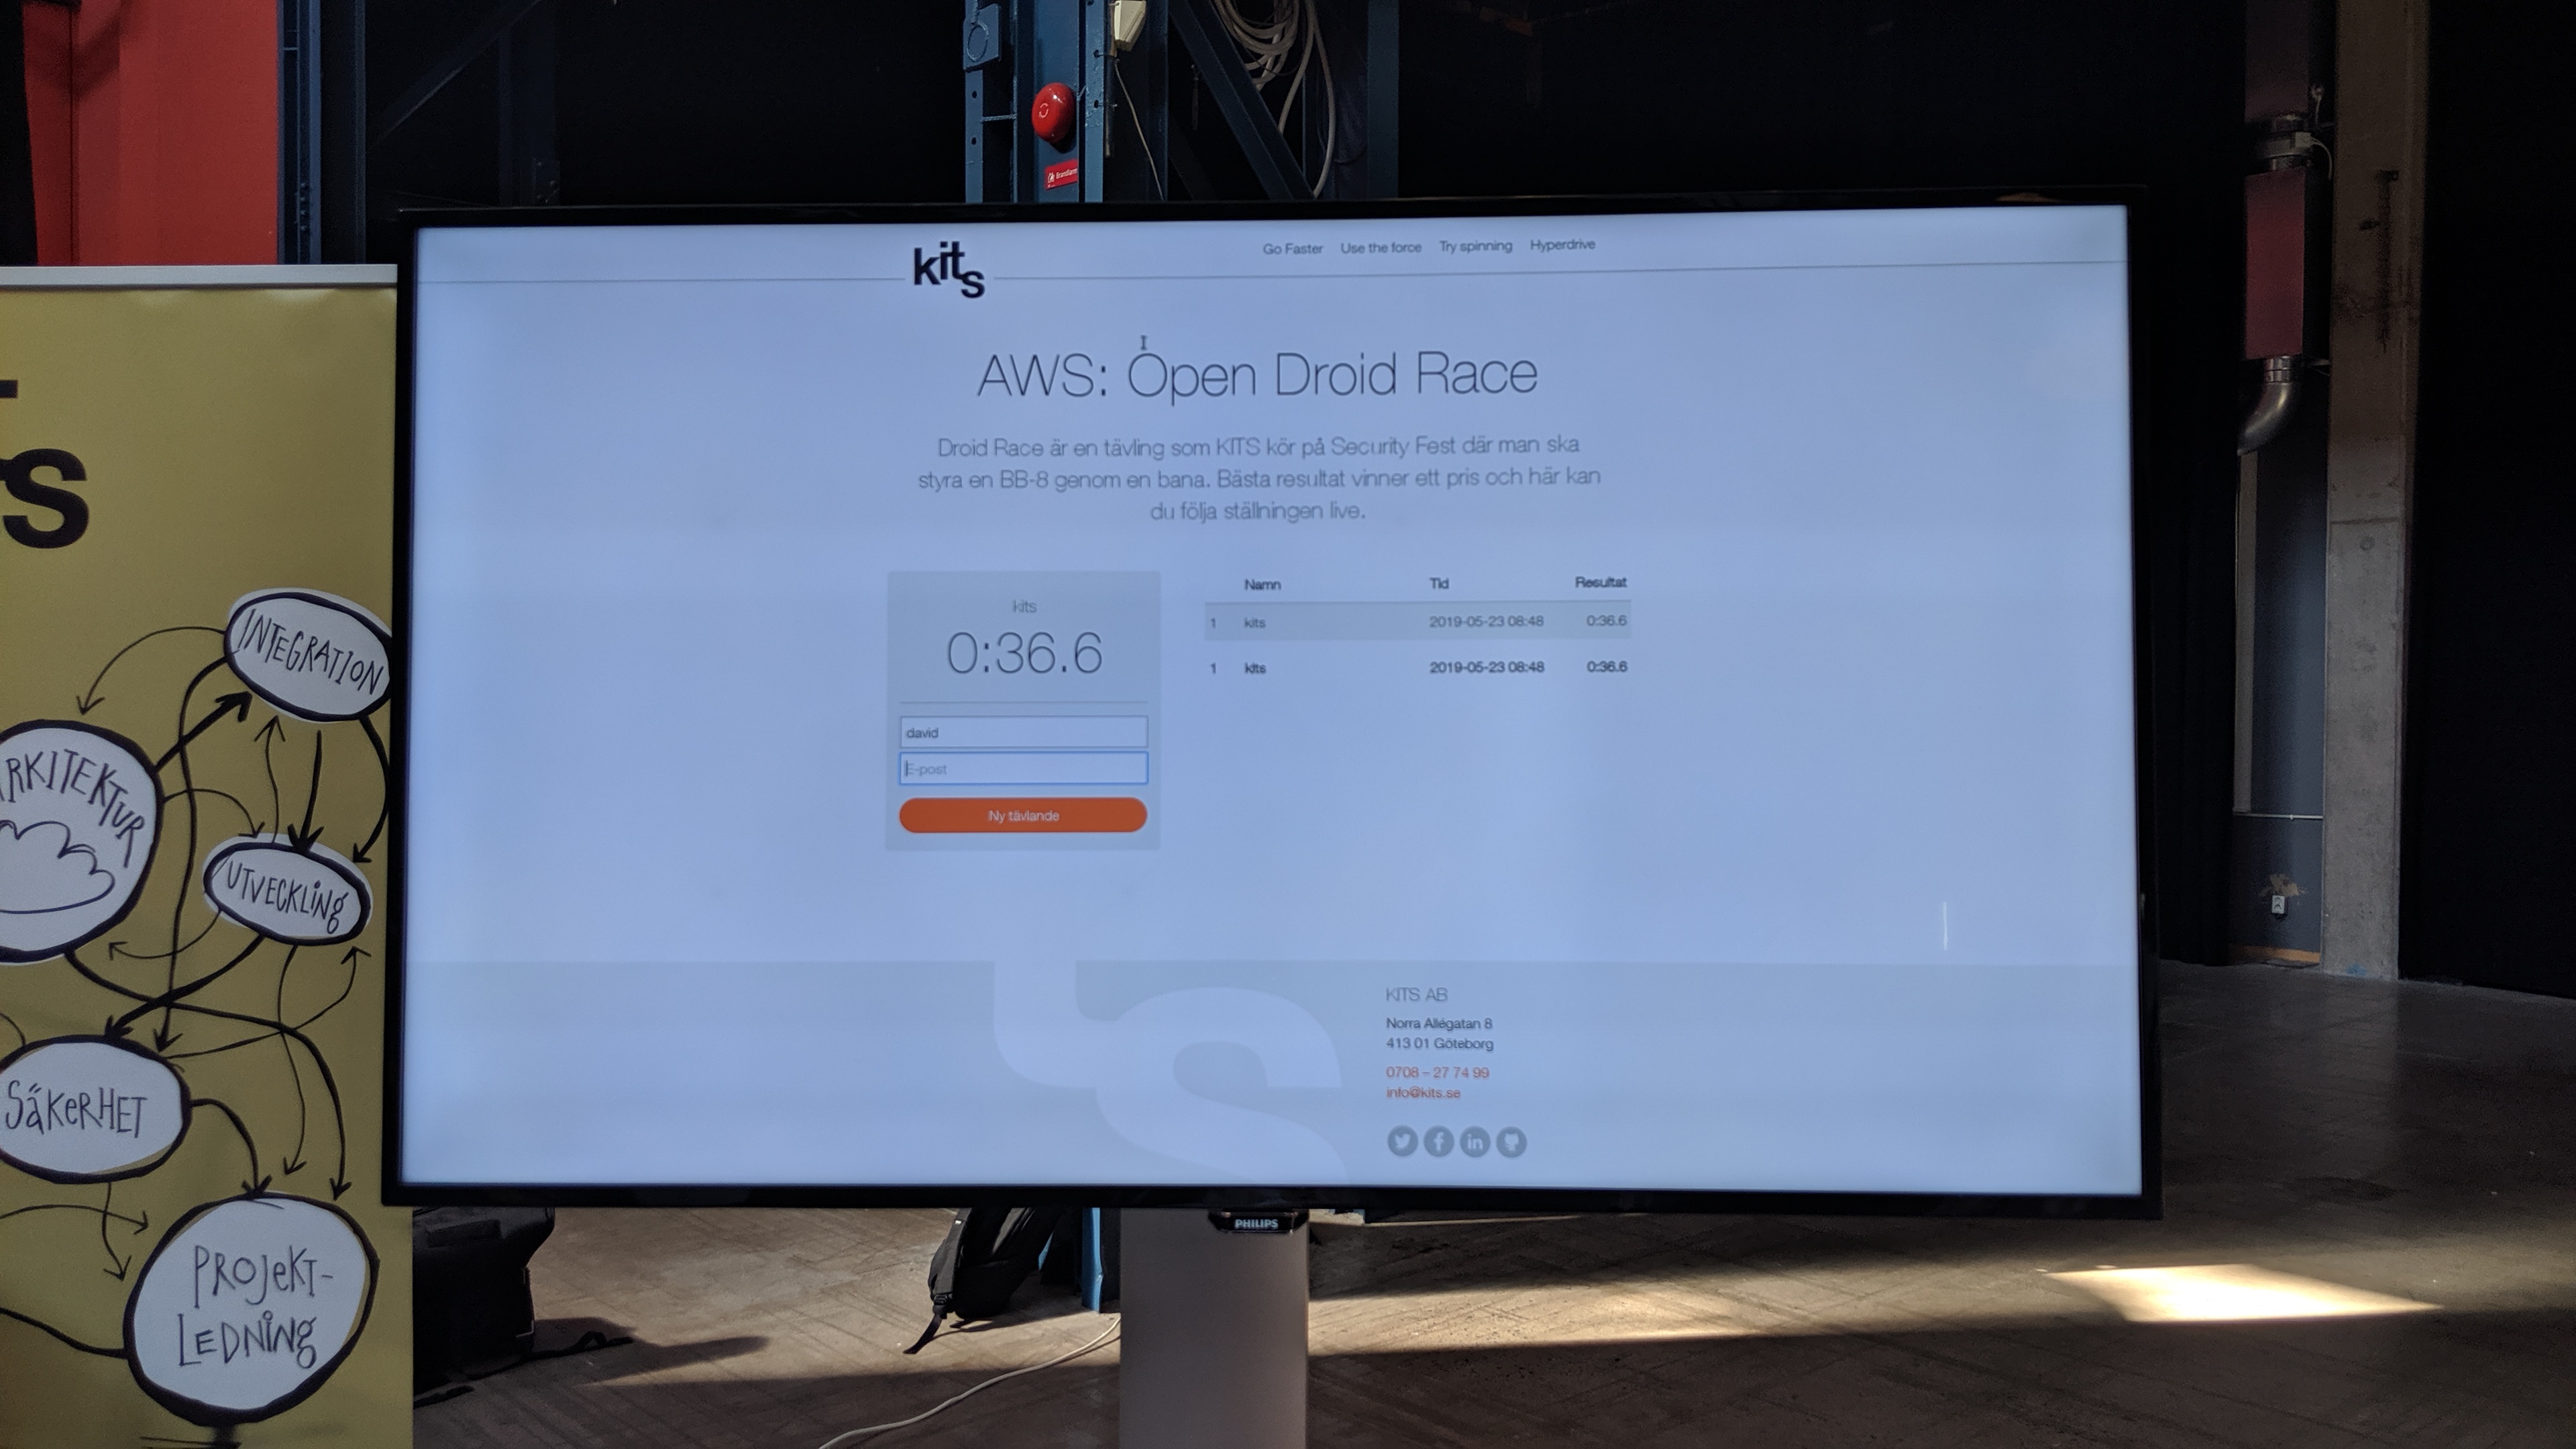 Brandlarm
kits
Go Faster Use the force Try spinning Hyperdrive
AWS: Open Droid Race
Droid Race är en tävling som KITS kör på Security Fest där man ska
styra en BB-8 genom en bana. Bästa resultat vinner ett pris och här kan
du följa ställningen live.
kits
0:36.6
david
E-post
Ny tävlande
Namn Tid Resultat
1 kits 2019-05-23 08:48 0:36.6
1 kits 2019-05-23 08:48 0:36.6
KITS AB
Norra Allégatan 8
413 01 Göteborg
0708 – 27 74 99
info@kits.se
PHILIPS
ts
INTEGRATION
RKITEKTUR
UTVECKLING
SÄKERHET
PROJEKT-
LEDNING